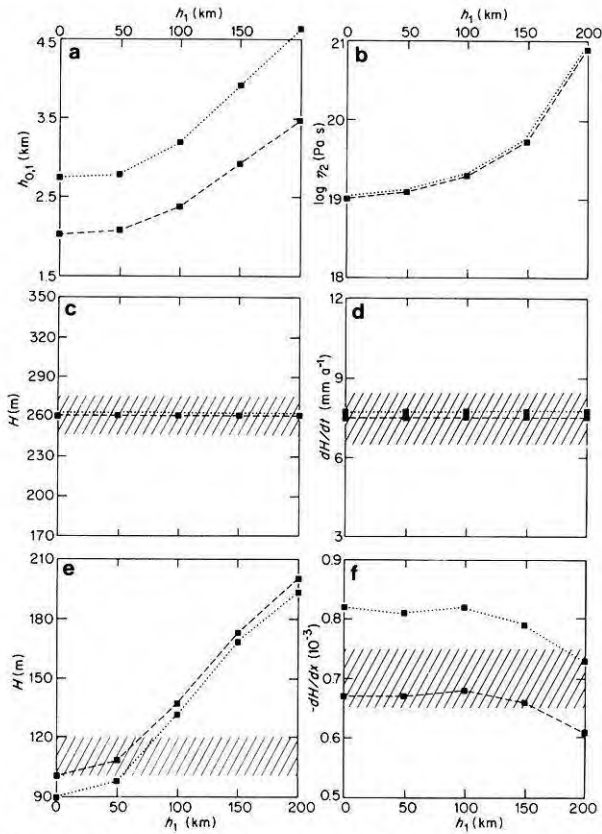 h₁ (km)
0 50 100 150 200
a
4.5
3.5
2.5
1.5
h₀,₁ (km)
h₁ (km)
0 50 100 150 200
b
21
20
19
18
log η₂ (Pa s)
c
350
330
290
260
230
200
170
H (m)
d
12
9
6
3
dH/dt (mm a⁻¹)
e
210
180
150
120
90
H (m)
0 50 100 150 200
h₁ (km)
f
0.9
0.8
0.7
0.6
0.5
-dH/dx (10⁻³)
0 50 100 150 200
h₁ (km)